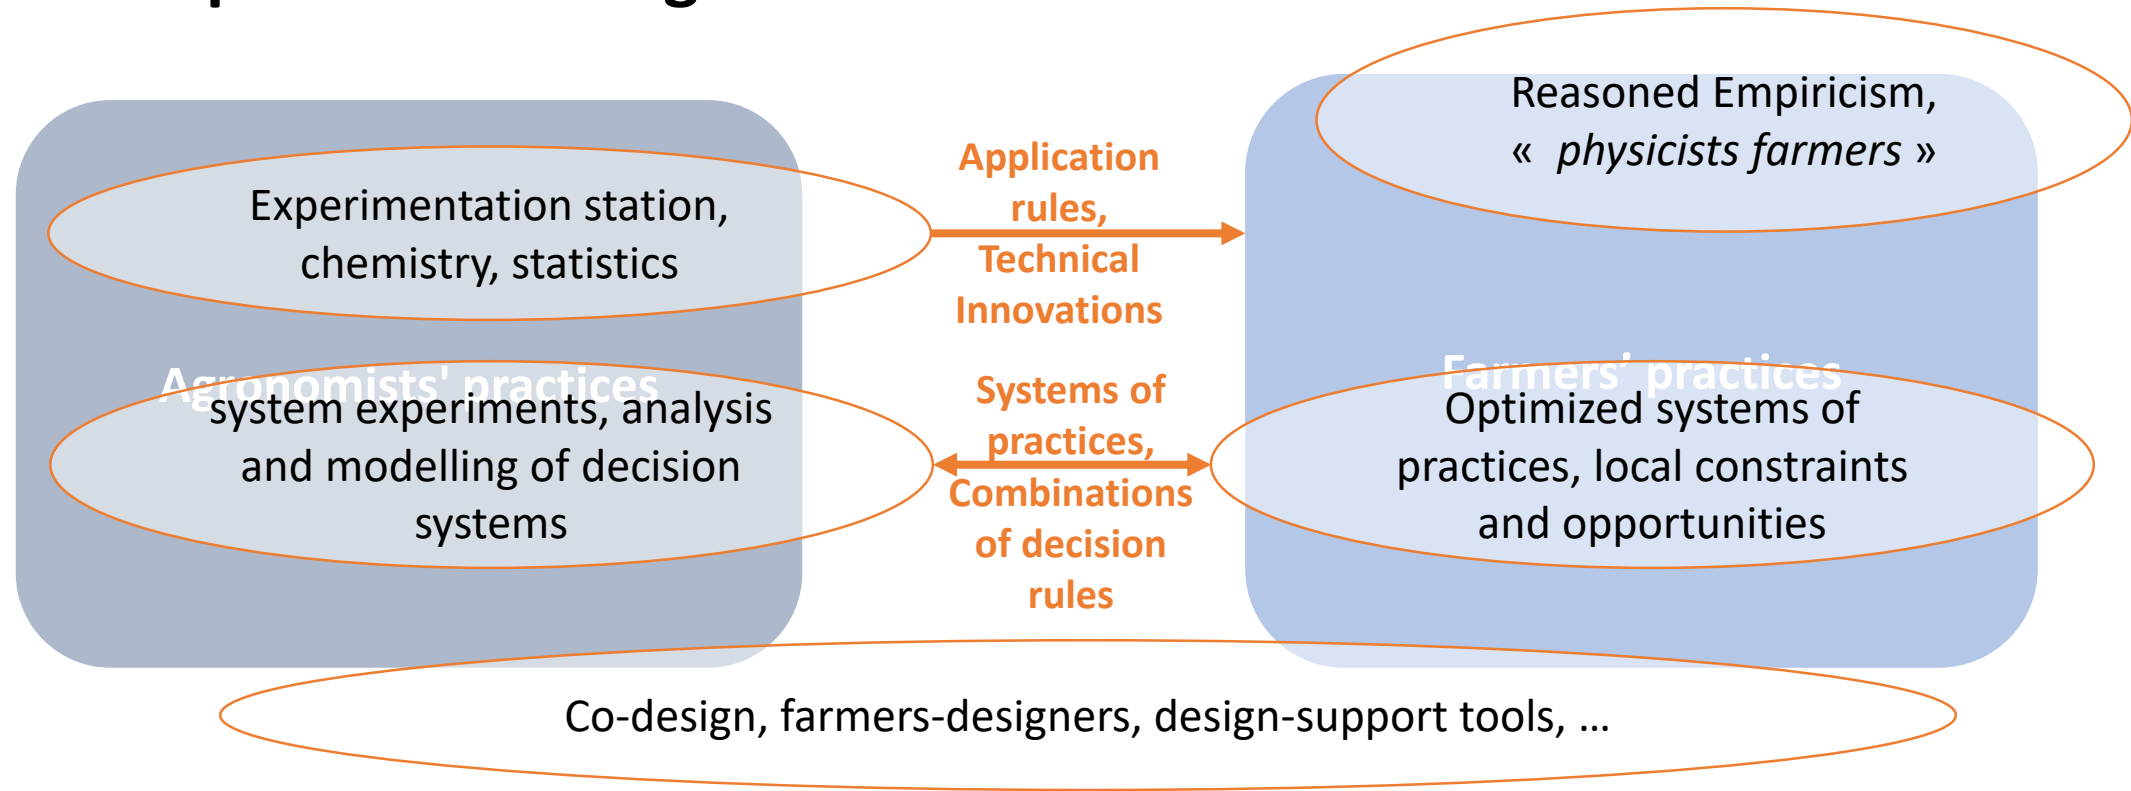 Reasoned Empiricism,
«  physicists farmers »
Experimentation station,
chemistry, statistics
Application
rules,
Technical
Innovations
Agronomists' practices
system experiments, analysis
and modelling of decision
systems
Systems of
practices,
Combinations
of decision
rules
Farmers’ practices
Optimized systems of
practices, local constraints
and opportunities
Co-design, farmers-designers, design-support tools, …